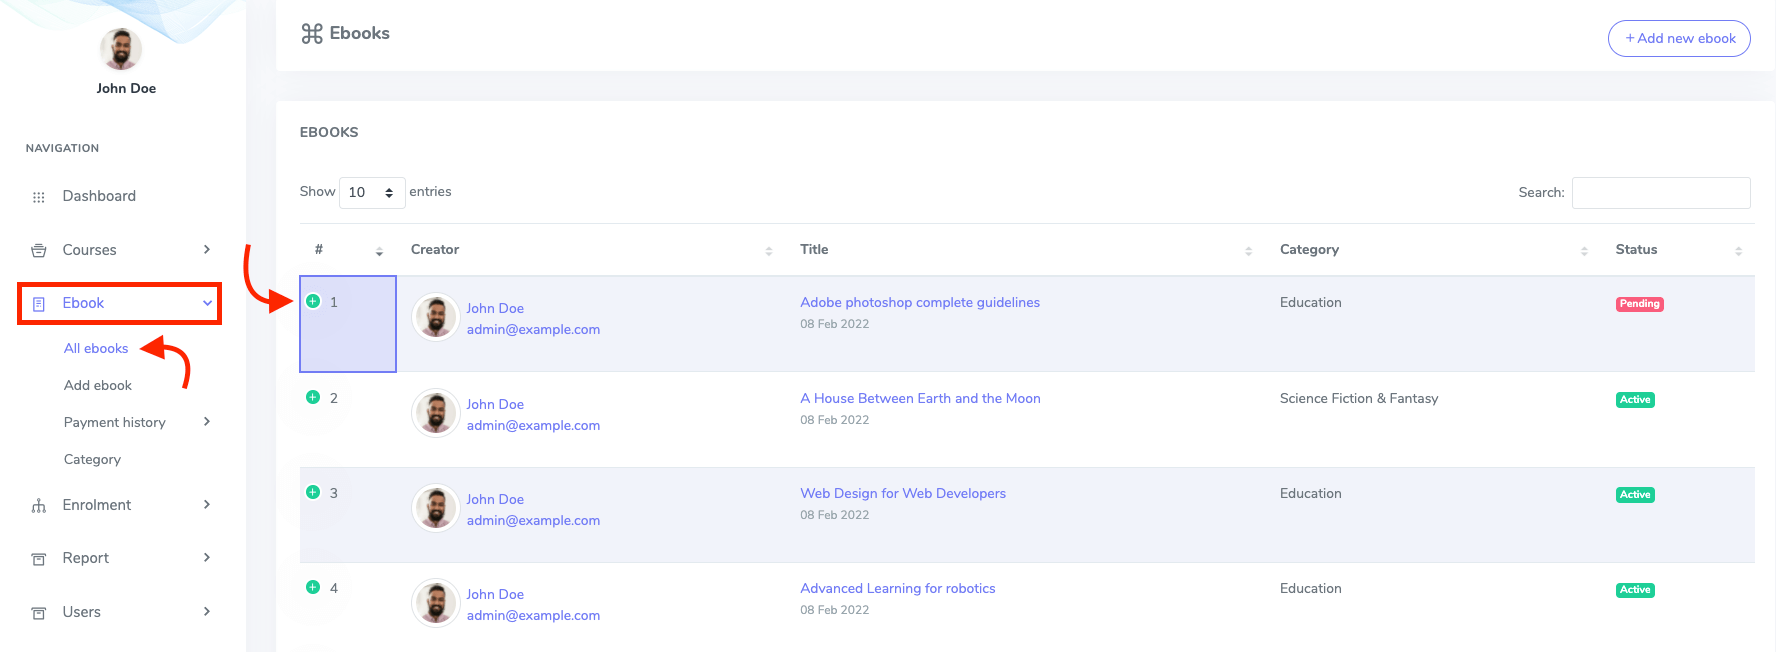 John Doe
NAVIGATION
Dashboard
Courses
Ebook
All ebooks
Add ebook
Payment history
Category
Enrolment
Report
Users
Ebooks
+ Add new ebook
EBOOKS
Show 10 entries
Search:
# Creator Title Category Status
1 John Doe Adobe photoshop complete guidelines Education Pending
admin@example.com 08 Feb 2022
2 John Doe A House Between Earth and the Moon Science Fiction & Fantasy Active
admin@example.com 08 Feb 2022
3 John Doe Web Design for Web Developers Education Active
admin@example.com 08 Feb 2022
4 John Doe Advanced Learning for robotics Education Active
admin@example.com 08 Feb 2022